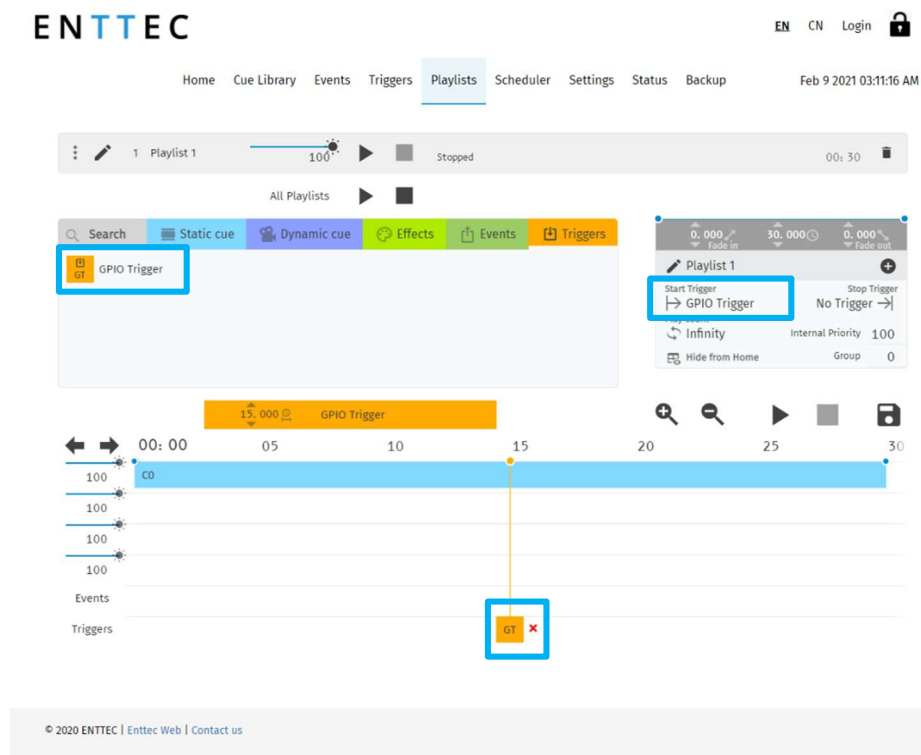 ENTTEC
EN CN Login
Home Cue Library Events Triggers Playlists Scheduler Settings Status Backup Feb 9 2021 03:11:16 AM
1 Playlist 1 100 Stopped 00: 30
All Playlists
Search Static cue Dynamic cue Effects Events Triggers
GT GPIO Trigger
0. 000 30. 000 0. 000
Fade in Fade out
Playlist 1
Start Trigger Stop Trigger
GPIO Trigger No Trigger
Infinity Internal Priority 100
Hide from Home Group 0
15. 000 GPIO Trigger
00: 00 05 10 15 20 25 30
100 C0
100
100
100
Events
Triggers GT
© 2020 ENTTEC | Enttec Web | Contact us